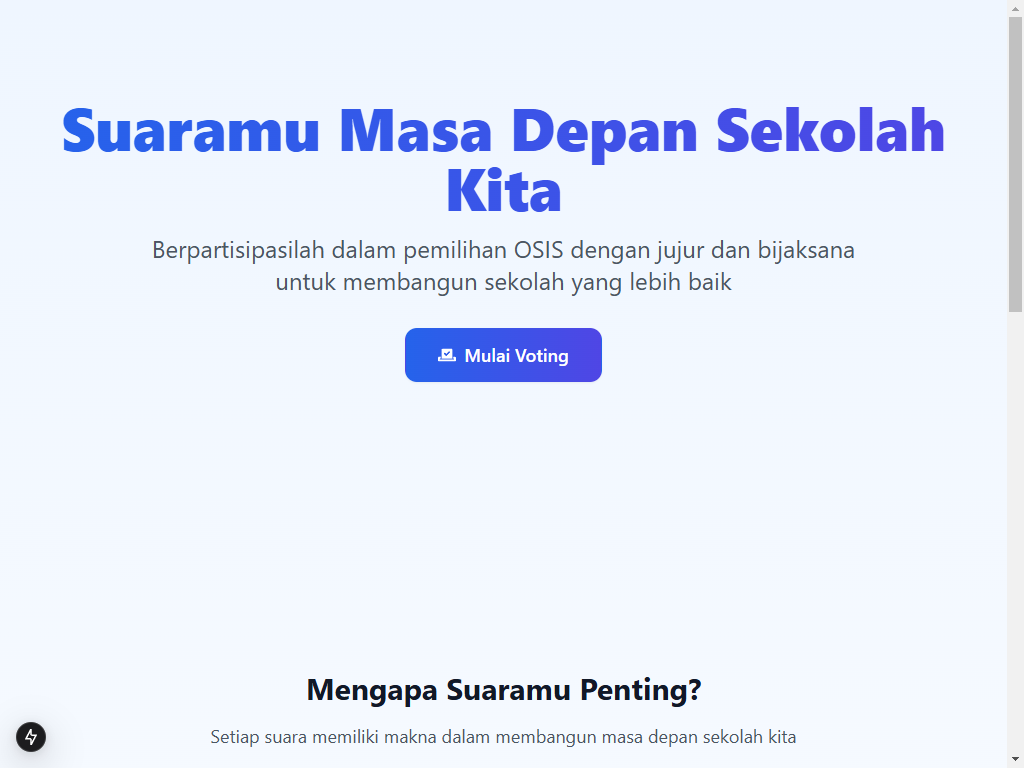 Suaramu Masa Depan Sekolah
Kita
Berpartisipasilah dalam pemilihan OSIS dengan jujur dan bijaksana
untuk membangun sekolah yang lebih baik
Mulai Voting
Mengapa Suaramu Penting?
Setiap suara memiliki makna dalam membangun masa depan sekolah kita